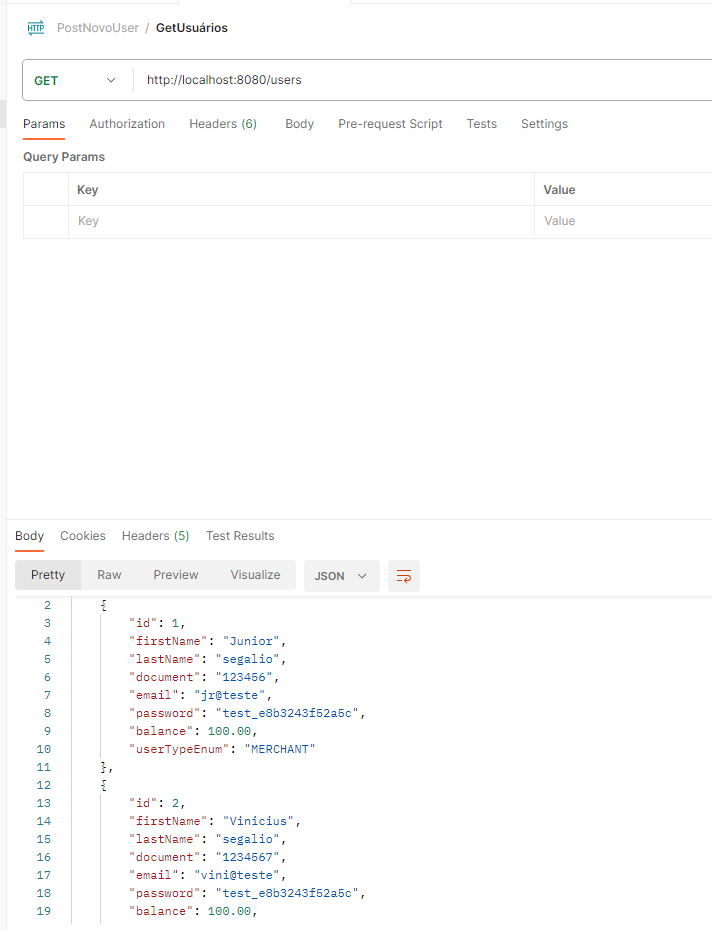 HTTP PostNovoUser / GetUsuários
GET http://localhost:8080/users
Params Authorization Headers (6) Body Pre-request Script Tests Settings
Query Params
Key Value
Key Value
Body Cookies Headers (5) Test Results
Pretty Raw Preview Visualize JSON
2 {
3 "id": 1,
4 "firstName": "Junior",
5 "lastName": "segalio",
6 "document": "123456",
7 "email": "jr@teste",
8 "password": "test_e8b3243f52a5c",
9 "balance": 100.00,
10 "userTypeEnum": "MERCHANT"
11 },
12 {
13 "id": 2,
14 "firstName": "Vinicius",
15 "lastName": "segalio",
16 "document": "1234567",
17 "email": "vini@teste",
18 "password": "test_e8b3243f52a5c",
19 "balance": 100.00,